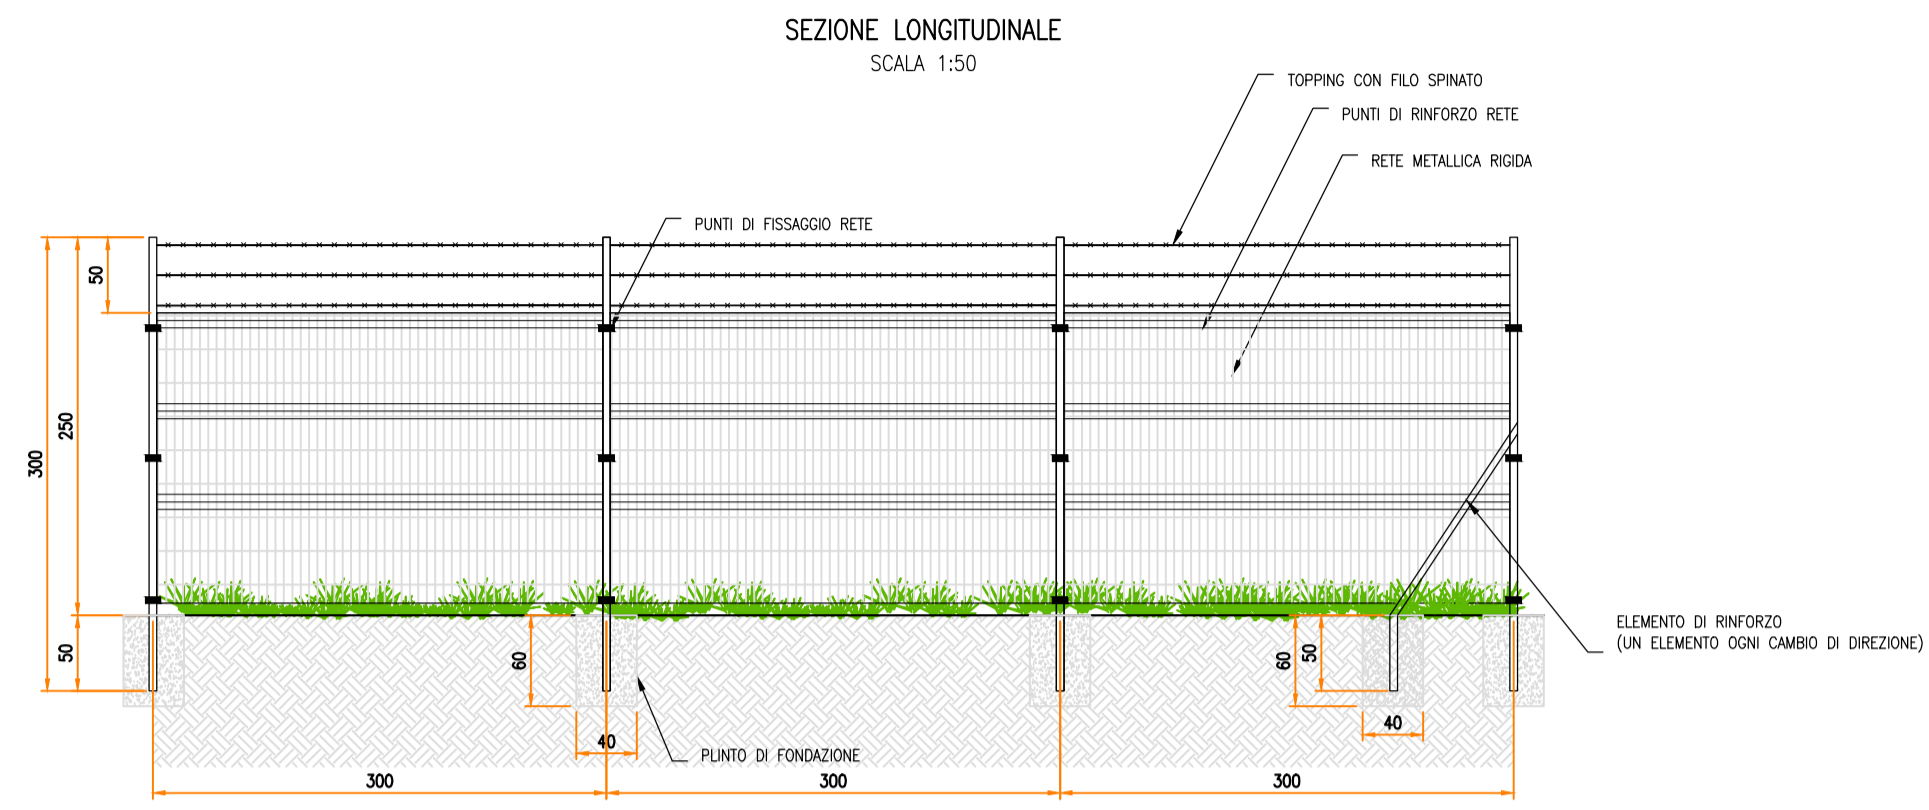 SEZIONE LONGITUDINALE
SCALA 1:50
TOPPING CON FILO SPINATO
PUNTI DI RINFORZO RETE
RETE METALLICA RIGIDA
PUNTI DI FISSAGGIO RETE
50
250
300
50
60
40
60
50
40
ELEMENTO DI RINFORZO
(UN ELEMENTO OGNI CAMBIO DI DIREZIONE)
PLINTO DI FONDAZIONE
300
300
300